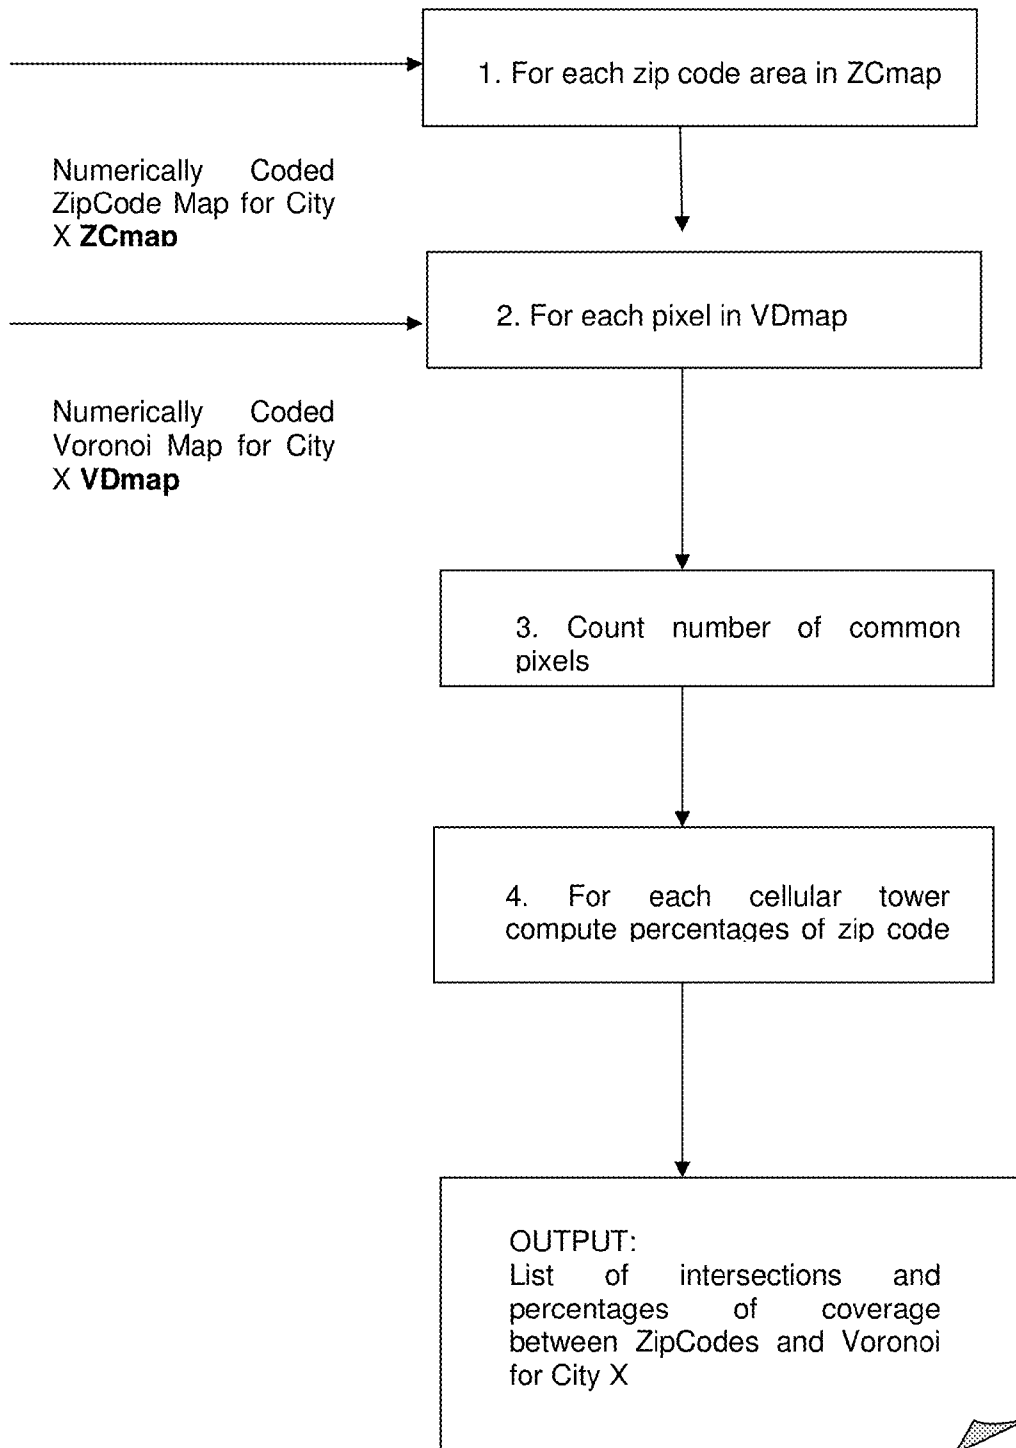 1. For each zip code area in ZCmap
Numerically Coded
ZipCode Map for City
X ZCmap
2. For each pixel in VDmap
Numerically Coded
Voronoi Map for City
X VDmap
3. Count number of common
pixels
4. For each cellular tower
compute percentages of zip code
OUTPUT:
List of intersections and
percentages of coverage
between ZipCodes and Voronoi
for City X